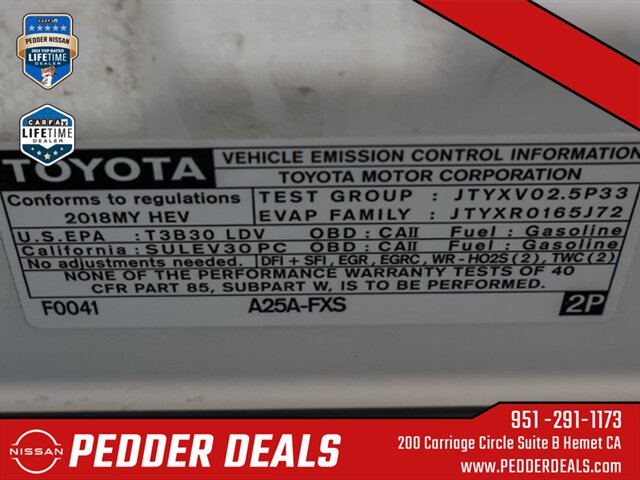 CARFAX
PEDDER NISSAN
2023 TOP-RATED
LIFETIME
DEALER
CARFAX
LIFETIME
DEALER
TOYOTA
VEHICLE EMISSION CONTROL INFORMATION
TOYOTA MOTOR CORPORATION
Conforms to regulations
2018MY HEV
TEST GROUP : JTYXV02.5P33
EVAP FAMILY : JTYXR0165J72
U.S.EPA : T3B30 LDV OBD : CAII Fuel : Gasoline
California : SULEV30 PC OBD : CAII Fuel : Gasoline
No adjustments needed. DFI + SFI, EGR, EGRC, WR - HO2S ( 2 ), TWC ( 2 )
NONE OF THE PERFORMANCE WARRANTY TESTS OF 40
CFR PART 85, SUBPART W, IS TO BE PERFORMED.
F0041 A25A-FXS 2P
NISSAN
PEDDER DEALS
951 -291-1173
200 Carriage Circle Suite B Hemet CA
www.PEDDERDEALS.com